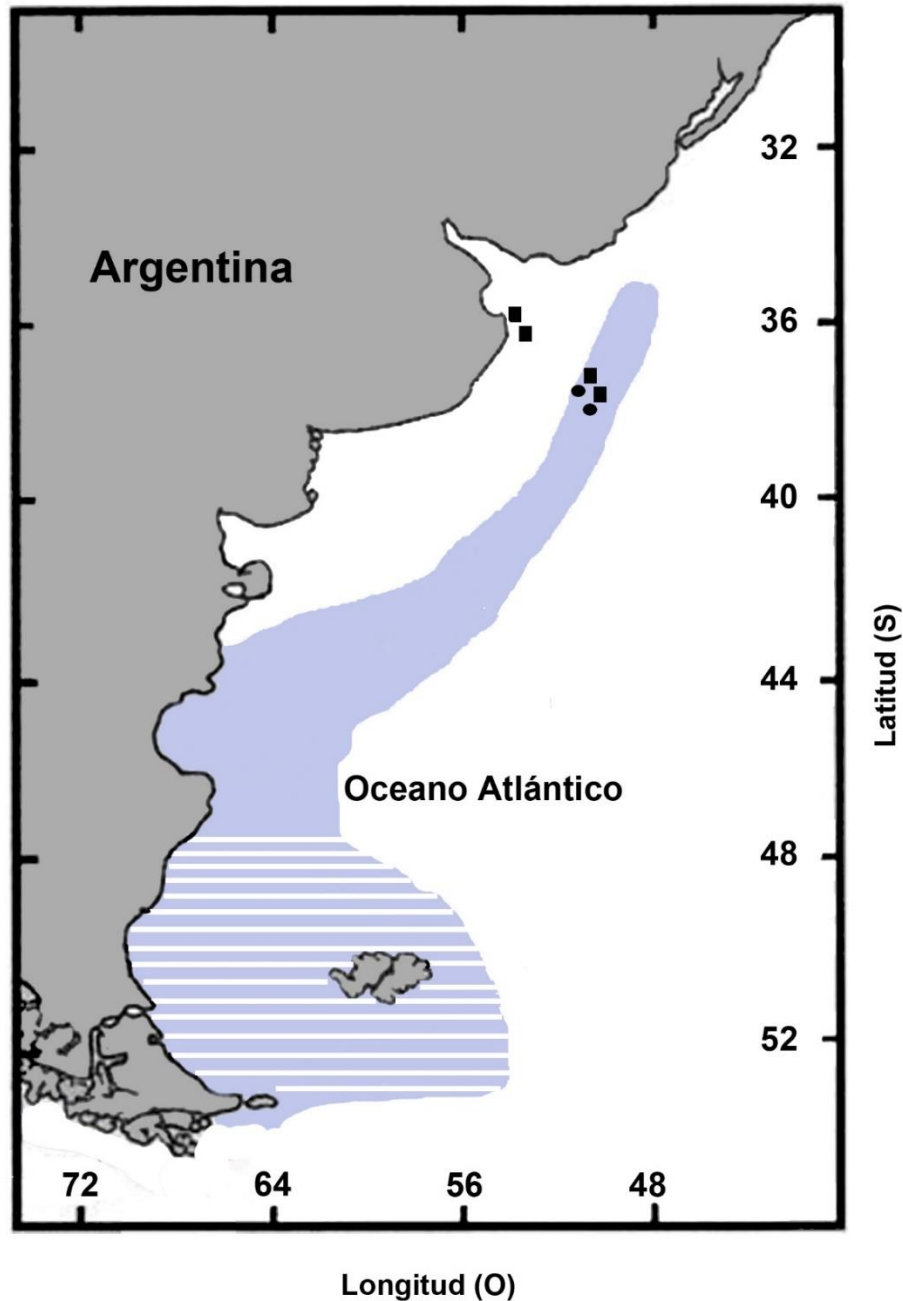 32
Argentina
36
40
44
Latitud (S)
Oceano Atlántico
48
52
72 64 56 48
Longitud (O)